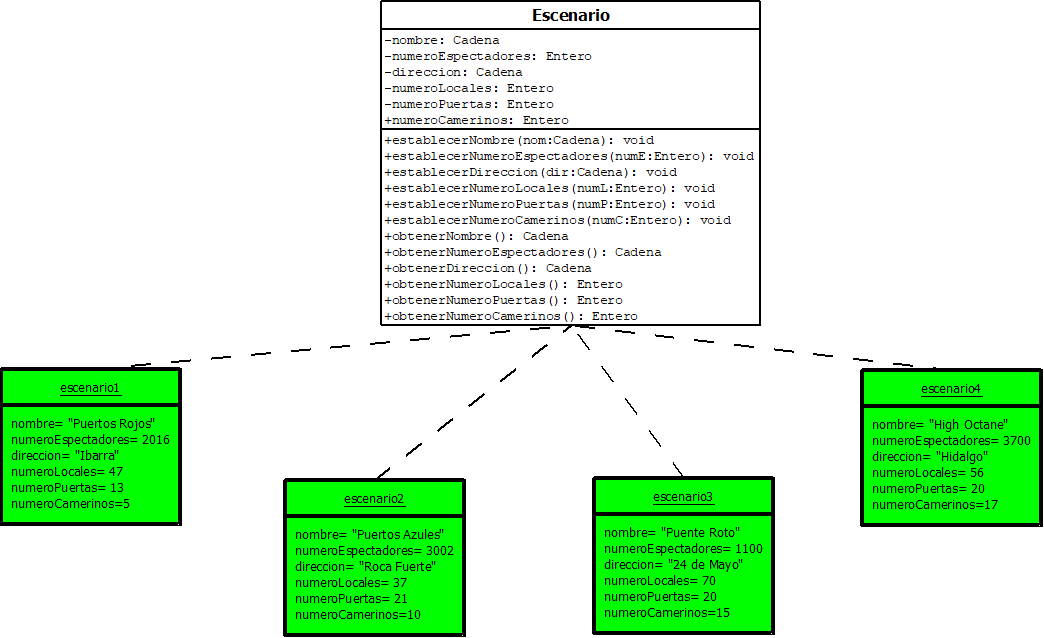 Escenario
-nombre: Cadena
-numeroEspectadores: Entero
-direccion: Cadena
-numeroLocales: Entero
-numeroPuertas: Entero
+numeroCamerinos: Entero
+establecerNombre(nom:Cadena): void
+establecerNumeroEspectadores(numE:Entero): void
+establecerDireccion(dir:Cadena): void
+establecerNumeroLocales(numL:Entero): void
+establecerNumeroPuertas(numP:Entero): void
+establecerNumeroCamerinos(numC:Entero): void
+obtenerNombre(): Cadena
+obtenerNumeroEspectadores(): Cadena
+obtenerDireccion(): Cadena
+obtenerNumeroLocales(): Entero
+obtenerNumeroPuertas(): Entero
+obtenerNumeroCamerinos(): Entero
escenario1
nombre= "Puertos Rojos"
numeroEspectadores= 2016
direccion= "Ibarra"
numeroLocales= 47
numeroPuertas= 13
numeroCamerinos=5
escenario2
nombre= "Puertos Azules"
numeroEspectadores= 3002
direccion= "Roca Fuerte"
numeroLocales= 37
numeroPuertas= 21
numeroCamerinos=10
escenario3
nombre= "Puente Roto"
numeroEspectadores= 1100
direccion= "24 de Mayo"
numeroLocales= 70
numeroPuertas= 20
numeroCamerinos=15
escenario4
nombre= "High Octane"
numeroEspectadores= 3700
direccion= "Hidalgo"
numeroLocales= 56
numeroPuertas= 20
numeroCamerinos=17